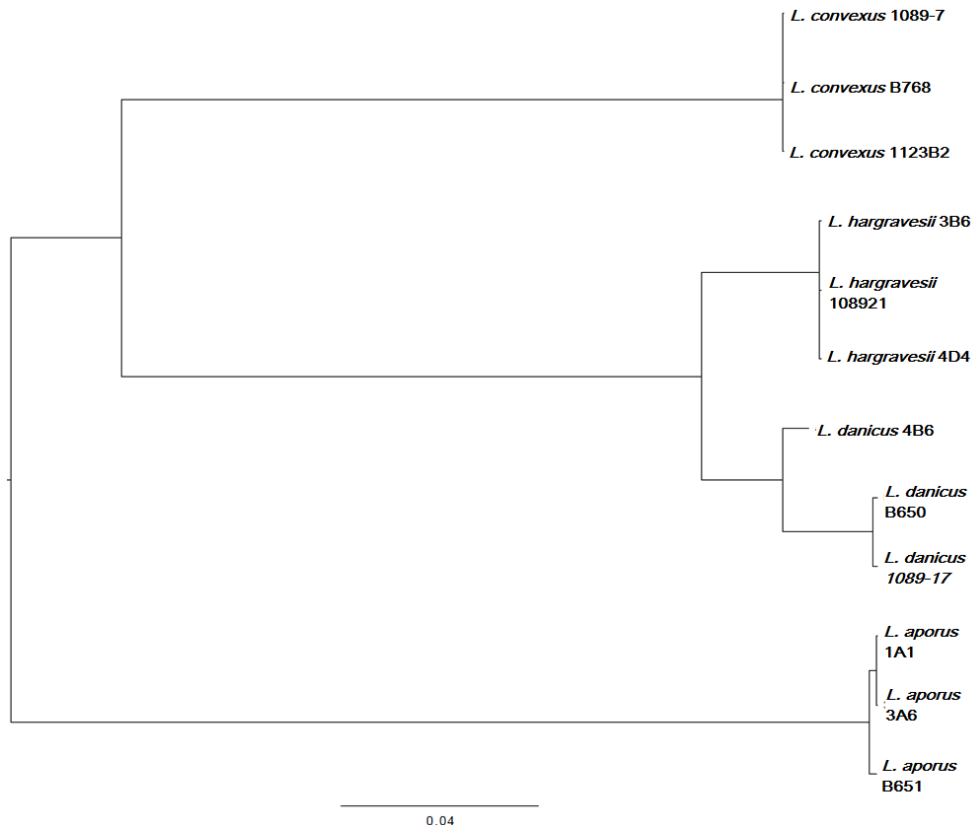 L. convexus 1089-7
L. convexus B768
L. convexus 1123B2
L. hargravesii 3B6
L. hargravesii
108921
L. hargravesii 4D4
L. danicus 4B6
L. danicus
B650
L. danicus
1089-17
L. aporus
1A1
L. aporus
3A6
L. aporus
B651
0.04